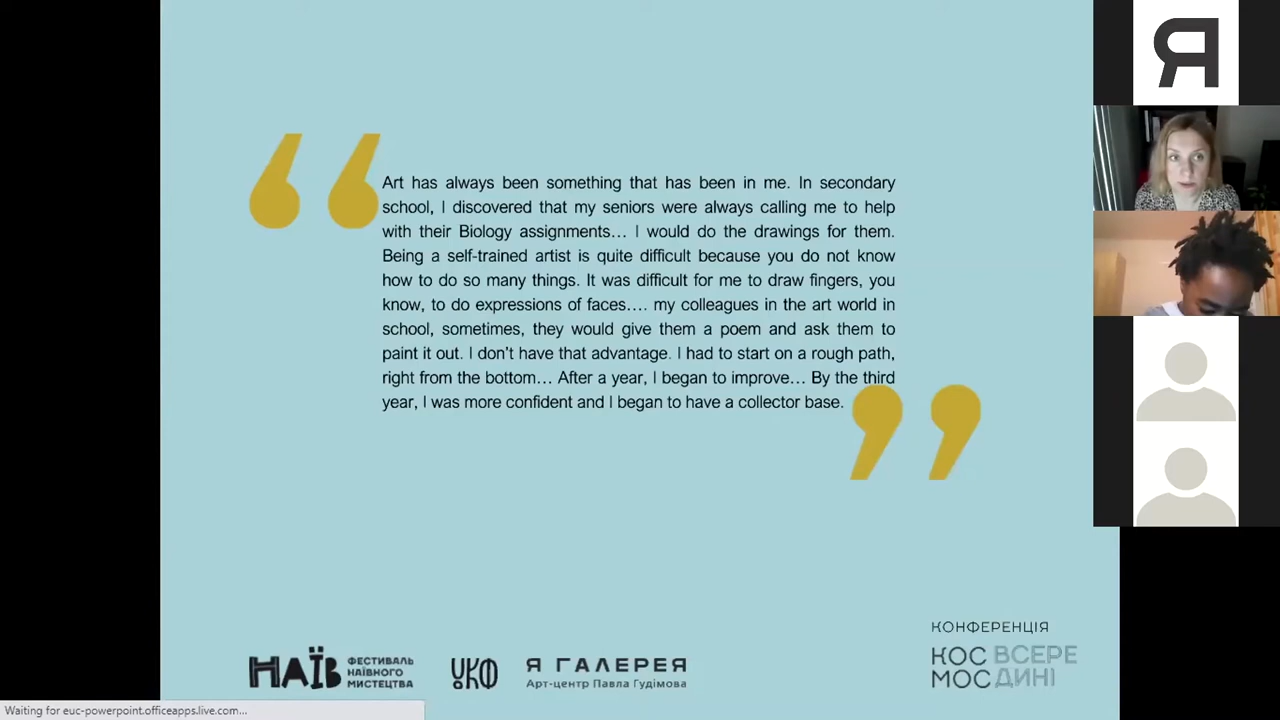 Я
Art has always been something that has been in me. In secondary
school, I discovered that my seniors were always calling me to help
with their Biology assignments… I would do the drawings for them.
Being a self-trained artist is quite difficult because you do not know
how to do so many things. It was difficult for me to draw fingers, you
know, to do expressions of faces…. my colleagues in the art world in
school, sometimes, they would give them a poem and ask them to
paint it out. I don’t have that advantage. I had to start on a rough path,
right from the bottom… After a year, I began to improve… By the third
year, I was more confident and I began to have a collector base.
НАЇВ
ФЕСТИВАЛЬ
НАЇВНОГО
МИСТЕЦТВА
УКФ
Я ГАЛЕРЕЯ
Арт-центр Павла Гудімова
КОНФЕРЕНЦІЯ
КОС ВСЕРЕ
МОС ДИНІ
Waiting for euc-powerpoint.officeapps.live.com...